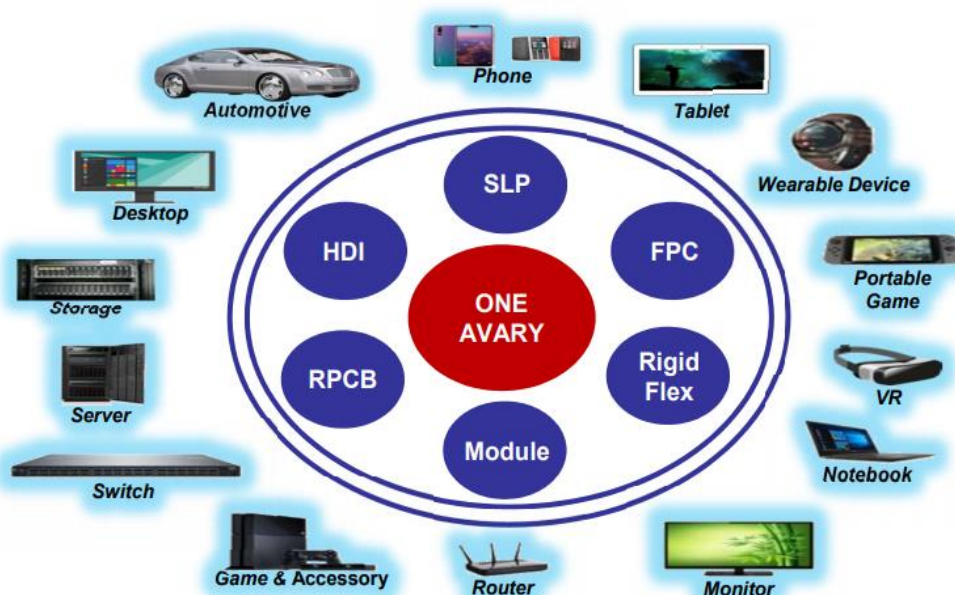 Phone
Automotive
Tablet
Wearable Device
Desktop
SLP
HDI
FPC
Portable
Game
Storage
ONE
AVARY
RPCB
Rigid
Flex
VR
Server
Module
Notebook
Switch
Game & Accessory
Router
Monitor